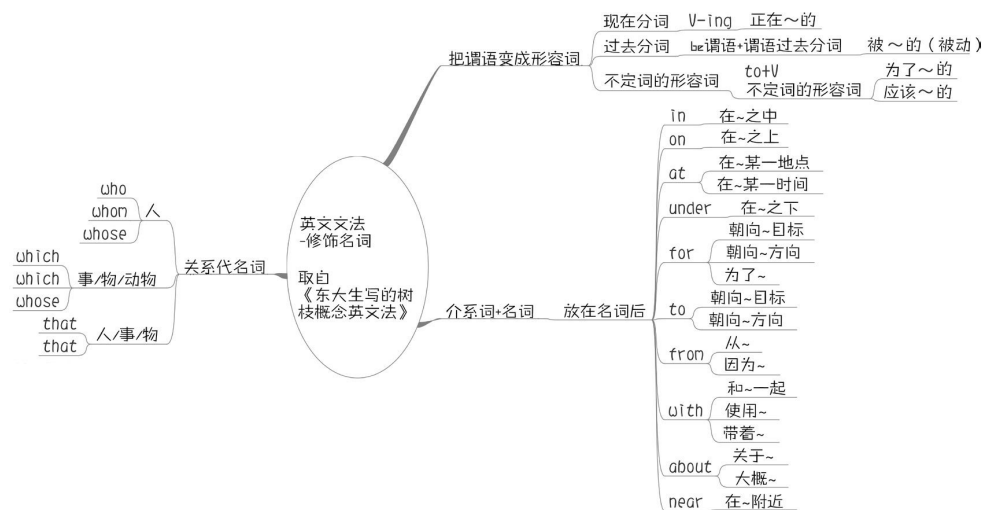 英文文法
-修饰名词
取自
《东大生写的树
枝概念英文法》
把谓语变成形容词
现在分词 V-ing 正在～的
过去分词 be谓语+谓语过去分词 被～的（被动）
不定词的形容词
to+V
不定词的形容词
为了～的
应该～的
介系词+名词 放在名词后
in 在~之中
on 在~之上
at
在~某一地点
在~某一时间
under 在~之下
for
朝向~目标
朝向~方向
为了~
to
朝向~目标
朝向~方向
from
从~
因为~
with
和~一起
使用~
带着~
about
关于~
大概~
near 在~附近
关系代名词
人
who
whom
whose
事/物/动物
which
which
whose
人/事/物
that
that